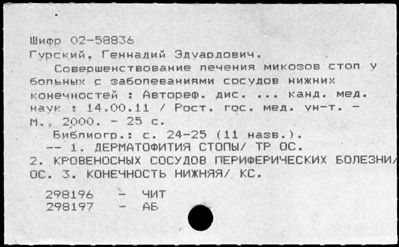 Шифр 02-58836
Гурский, Геннадий Эдуардович.
Совершенствование лечения микозов стоп у
больных с заболеваниями сосудов нижних
конечностей : Автореф. дис. ... канд. мед.
наук : 14.00.11 / Рост. гос. мед. ун-т. -
М., 2000. - 25 с.
Библиогр.: с. 24-25 (11 назв.).
-- 1. ДЕРМАТОФИТИЯ СТОПЫ/ ТР ОС.
2. КРОВЕНОСНЫХ СОСУДОВ ПЕРИФЕРИЧЕСКИХ БОЛЕЗНИ/
ОС. 3. КОНЕЧНОСТЬ НИЖНЯЯ/ КС.
298196 - ЧИТ
298197 - АБ